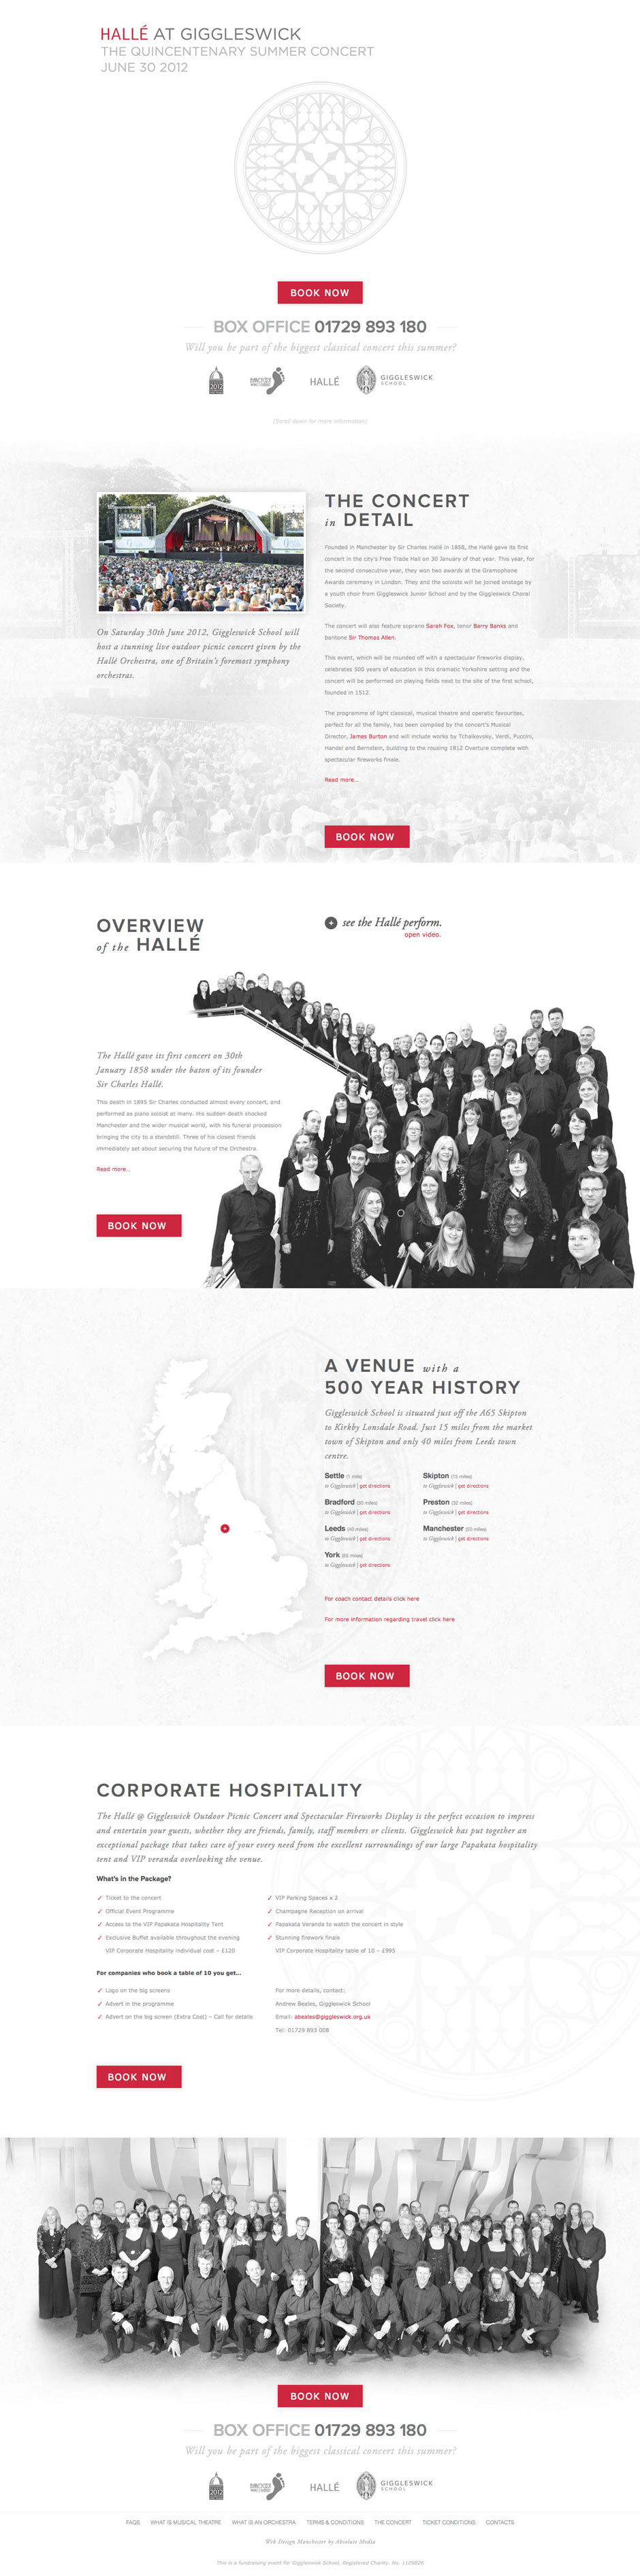 HALLÉ AT GIGGLESWICK
THE QUINCENTENARY SUMMER CONCERT
JUNE 30 2012
BOOK NOW
BOX OFFICE 01729 893 180
Will you be part of the biggest classical concert this summer?
2012
HALLÉ
GIGGLESWICK
SCHOOL
(Scroll down for more information)
THE CONCERT
in DETAIL
Founded in Manchester by Sir Charles Hallé in 1858, the Hallé gave its first
concert in the city's Free Trade Hall on 30 January of that year. This year, for
the second consecutive year, they won two awards at the Gramophone
Awards ceremony in London. They and the soloists will be joined onstage by
a youth choir from Giggleswick Junior School and by the Giggleswick Choral
Society.
The concert will also feature soprano Sarah Fox, tenor Barry Banks and
baritone Sir Thomas Allen.
This event, which will be rounded off with a spectacular fireworks display,
celebrates 500 years of education in this dramatic Yorkshire setting and the
concert will be performed on playing fields next to the site of the first school,
founded in 1512.
The programme of light classical, musical theatre and operatic favourites,
perfect for all the family, has been compiled by the concert's Musical
Director, James Burton and will include works by Tchaikovsky, Verdi, Puccini,
Handel and Bernstein, building to the rousing 1812 Overture complete with
spectacular fireworks finale.
Read more...
BOOK NOW
On Saturday 30th June 2012, Giggleswick School will
host a stunning live outdoor picnic concert given by the
Hallé Orchestra, one of Britain's foremost symphony
orchestras.
OVERVIEW
of the HALLÉ
see the Hallé perform.
open video.
The Hallé gave its first concert on 30th
January 1858 under the baton of its founder
Sir Charles Hallé.
This death in 1895 Sir Charles conducted almost every concert, and
performed as piano soloist at many. His sudden death shocked
Manchester and the wider musical world, with his funeral procession
bringing the city to a standstill. Three of his closest friends
immediately set about securing the future of the Orchestra.
Read more...
BOOK NOW
A VENUE with a
500 YEAR HISTORY
Giggleswick School is situated just off the A65 Skipton
to Kirkby Lonsdale Road. Just 15 miles from the market
town of Skipton and only 40 miles from Leeds town
centre.
Settle (1 mile)
to Giggleswick | get directions
Skipton (15 miles)
to Giggleswick | get directions
Bradford (30 miles)
to Giggleswick | get directions
Preston (32 miles)
to Giggleswick | get directions
Leeds (40 miles)
to Giggleswick | get directions
Manchester (50 miles)
to Giggleswick | get directions
York (65 miles)
to Giggleswick | get directions
For coach contact details click here
For more information regarding travel click here
BOOK NOW
CORPORATE HOSPITALITY
The Hallé @ Giggleswick Outdoor Picnic Concert and Spectacular Fireworks Display is the perfect occasion to impress
and entertain your guests, whether they are friends, family, staff members or clients. Giggleswick has put together an
exceptional package that takes care of your every need from the excellent surroundings of our large Papakata hospitality
tent and VIP veranda overlooking the venue.
What's in the Package?
✓ Ticket to the concert
✓ Official Event Programme
✓ Access to the VIP Papakata Hospitality Tent
✓ Exclusive Buffet available throughout the evening
VIP Corporate Hospitality individual cost – £120
✓ VIP Parking Spaces x 2
✓ Champagne Reception on arrival
✓ Papakata Veranda to watch the concert in style
✓ Stunning firework finale
VIP Corporate Hospitality table of 10 – £995
For companies who book a table of 10 you get...
✓ Logo on the big screens
✓ Advert in the programme
✓ Advert on the big screen (Extra Cost) – Call for details
For more details, contact:
Andrew Beales, Giggleswick School
Email: abeales@giggleswick.org.uk
Tel: 01729 893 008
BOOK NOW
BOOK NOW
BOX OFFICE 01729 893 180
Will you be part of the biggest classical concert this summer?
2012
HALLÉ
GIGGLESWICK
SCHOOL
FAQS WHAT IS MUSICAL THEATRE WHAT IS AN ORCHESTRA TERMS & CONDITIONS THE CONCERT TICKET CONDITIONS CONTACTS
Web Design Manchester by Absolute Media
This is a fundraising event for Giggleswick School, Registered Charity. No. 1109826